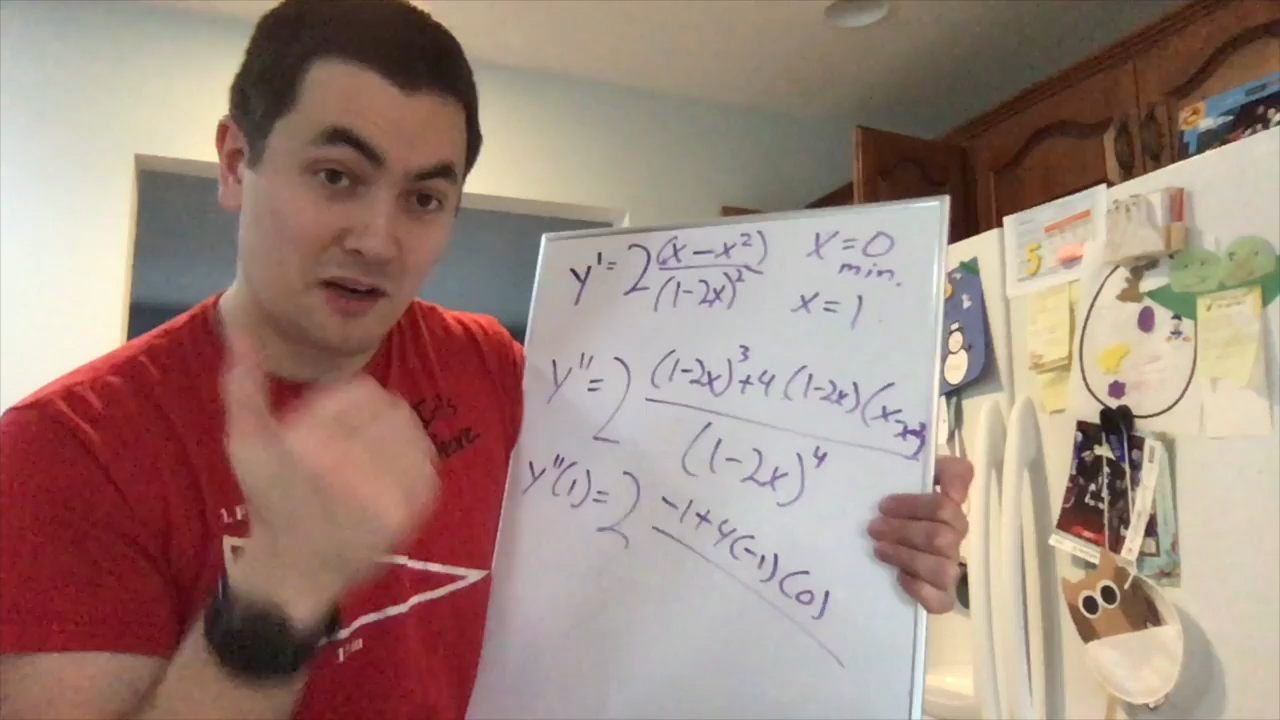 y' = 2 (x - x²) / (1-2x)²
x = 0
min.
x = 1
y'' = 2 (1-2x)³ + 4 (1-2x)(x-x²) / (1-2x)⁴
y''(1) = 2 -1 + 4(-1)(0)
5